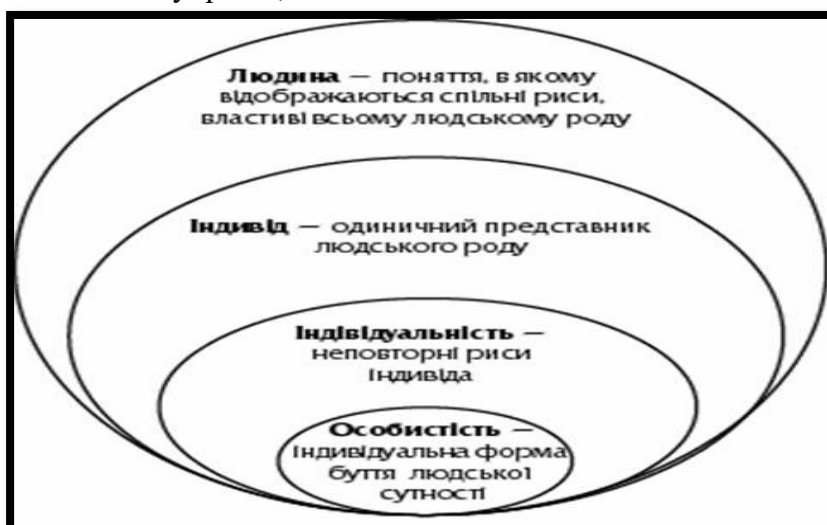 Людина — поняття, в якому
відображаються спільні риси,
властиві всьому людському роду
Індивід — одиничний представник
людського роду
Індівідуальність —
неповторні риси
індивіда
Особистість —
індивідуальна форма
буття людської
сутності